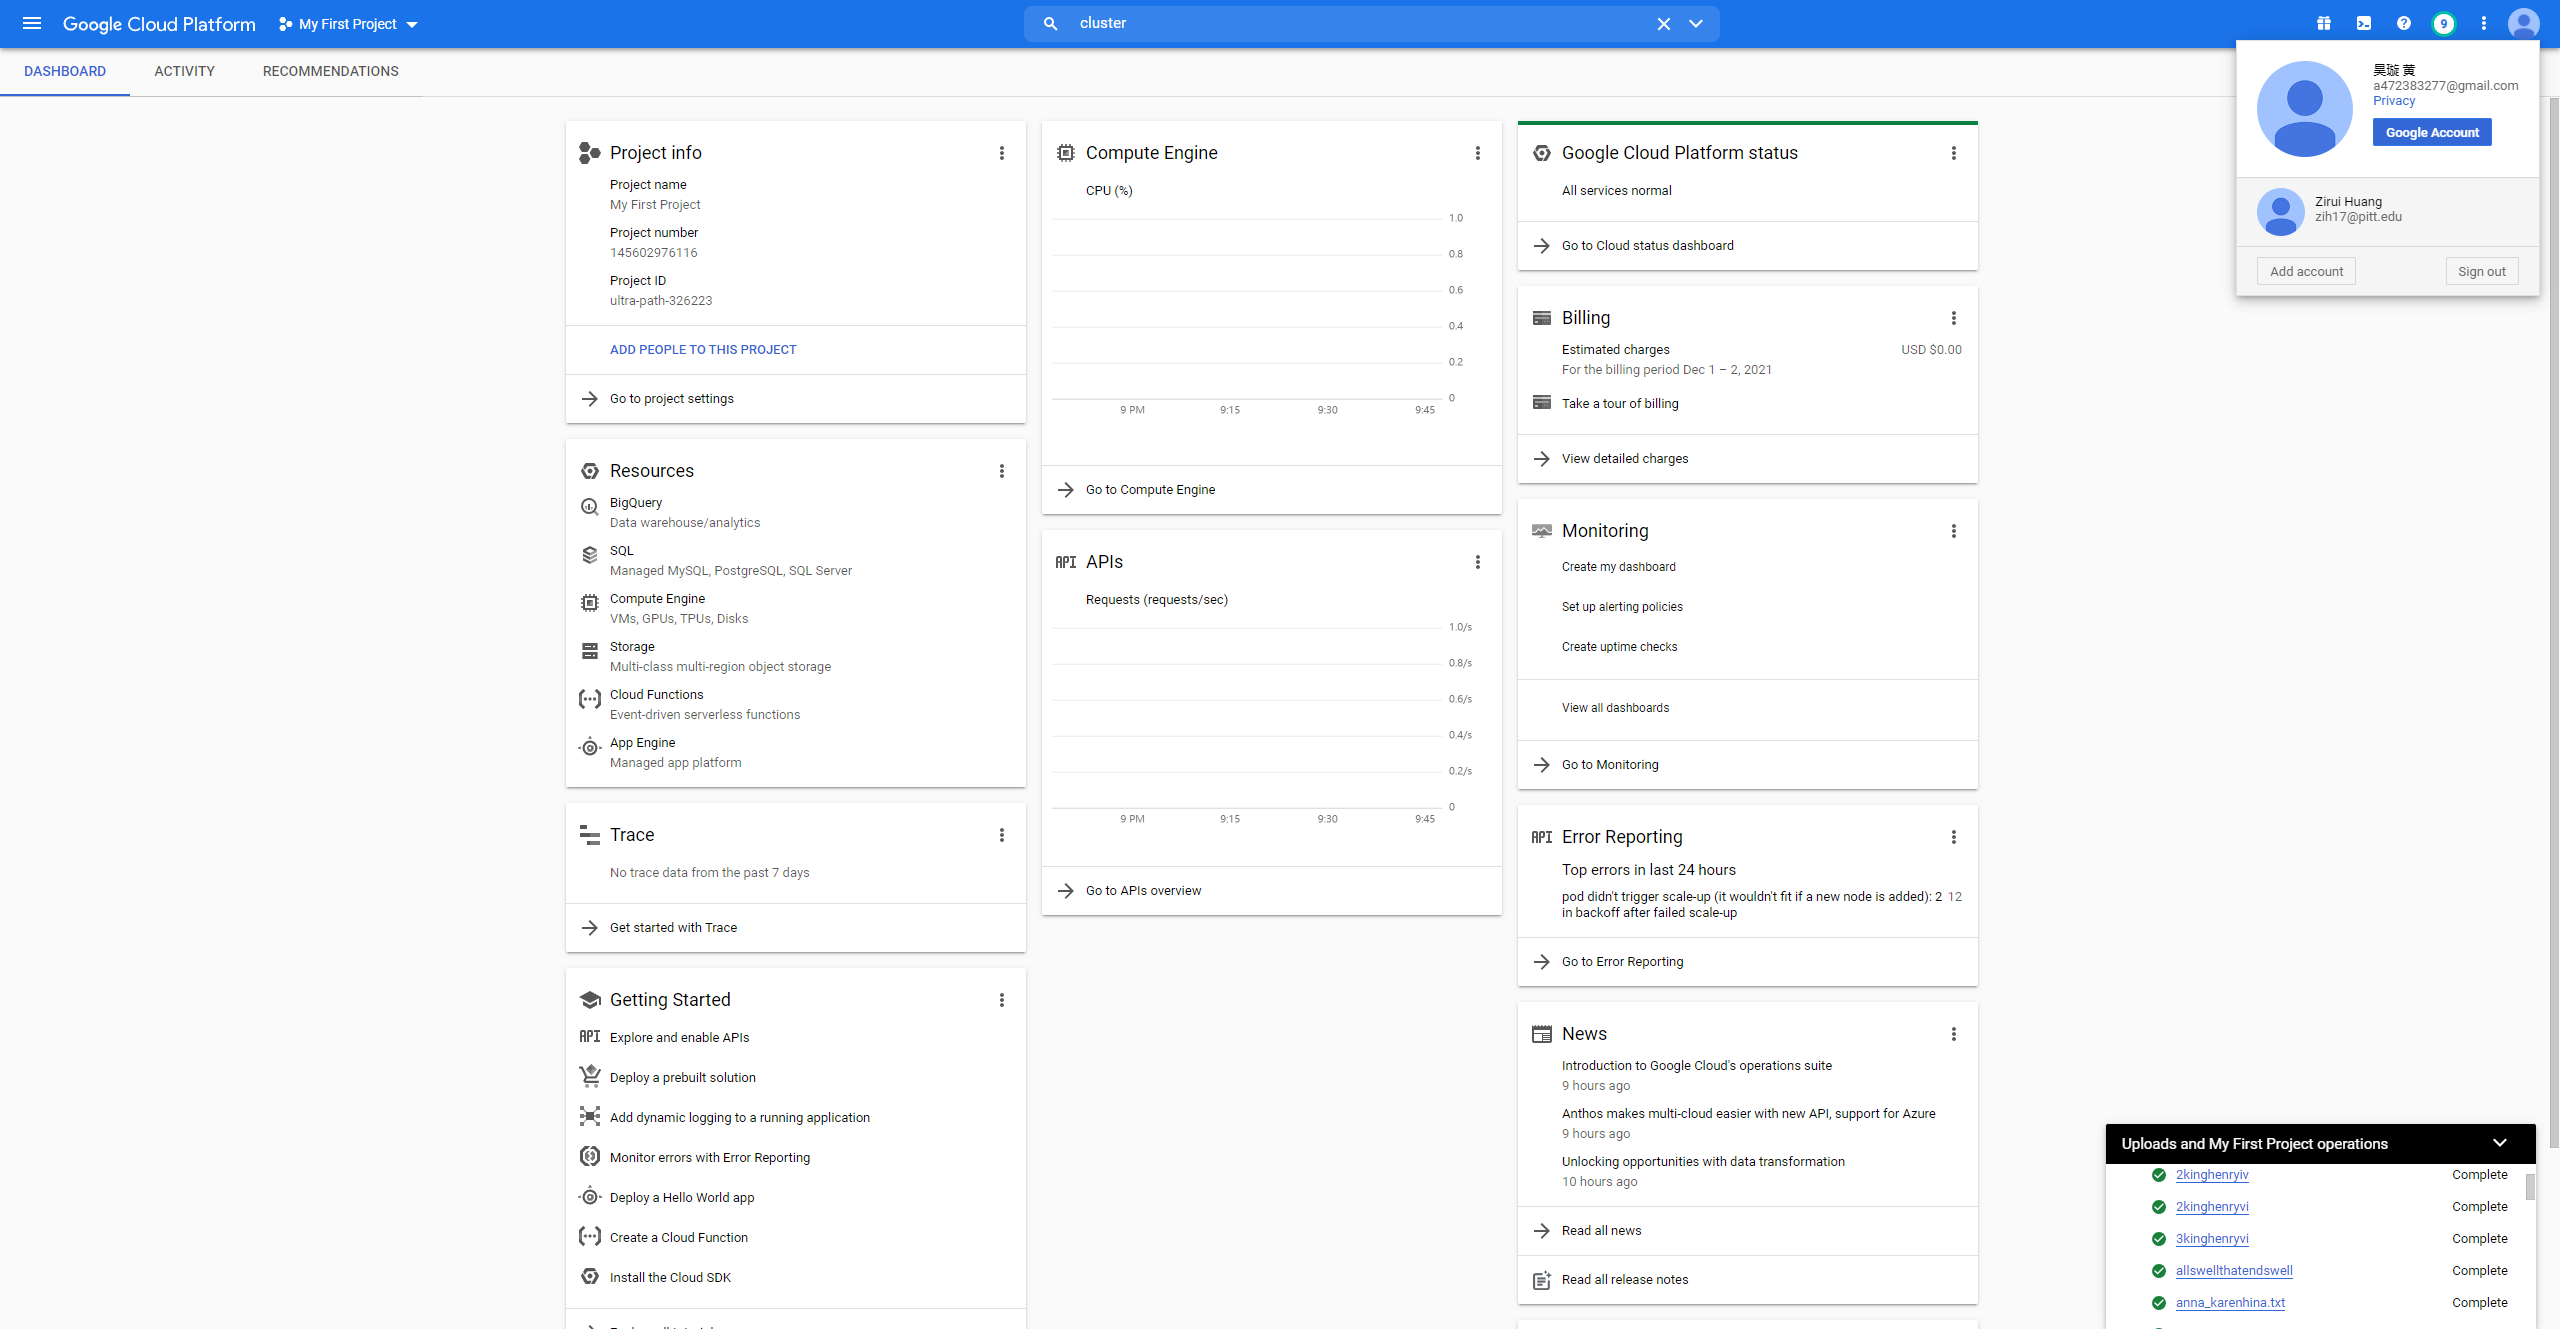 Google Cloud Platform
My First Project
cluster
9
DASHBOARD
ACTIVITY
RECOMMENDATIONS
昊璇 黄
a472383277@gmail.com
Privacy
Google Account
Zirui Huang
zih17@pitt.edu
Add account
Sign out
Project info
Project name
My First Project
Project number
145602976116
Project ID
ultra-path-326223
ADD PEOPLE TO THIS PROJECT
Go to project settings
Resources
BigQuery
Data warehouse/analytics
SQL
Managed MySQL, PostgreSQL, SQL Server
Compute Engine
VMs, GPUs, TPUs, Disks
Storage
Multi-class multi-region object storage
Cloud Functions
Event-driven serverless functions
App Engine
Managed app platform
Trace
No trace data from the past 7 days
Get started with Trace
Getting Started
API
Explore and enable APIs
Deploy a prebuilt solution
Add dynamic logging to a running application
Monitor errors with Error Reporting
Deploy a Hello World app
Create a Cloud Function
Install the Cloud SDK
Compute Engine
CPU (%)
1.0
0.8
0.6
0.4
0.2
0
9 PM
9:15
9:30
9:45
Go to Compute Engine
API
APIs
Requests (requests/sec)
1.0/s
0.8/s
0.6/s
0.4/s
0.2/s
0
9 PM
9:15
9:30
9:45
Go to APIs overview
Google Cloud Platform status
All services normal
Go to Cloud status dashboard
Billing
Estimated charges
USD $0.00
For the billing period Dec 1 – 2, 2021
Take a tour of billing
View detailed charges
Monitoring
Create my dashboard
Set up alerting policies
Create uptime checks
View all dashboards
Go to Monitoring
API
Error Reporting
Top errors in last 24 hours
pod didn't trigger scale-up (it wouldn't fit if a new node is added): 2 12
in backoff after failed scale-up
Go to Error Reporting
News
Introduction to Google Cloud's operations suite
9 hours ago
Anthos makes multi-cloud easier with new API, support for Azure
9 hours ago
Unlocking opportunities with data transformation
10 hours ago
Read all news
Read all release notes
Uploads and My First Project operations
2kinghenryiv
Complete
2kinghenryvi
Complete
3kinghenryvi
Complete
allswellthatendswell
Complete
anna_karenhina.txt
Complete